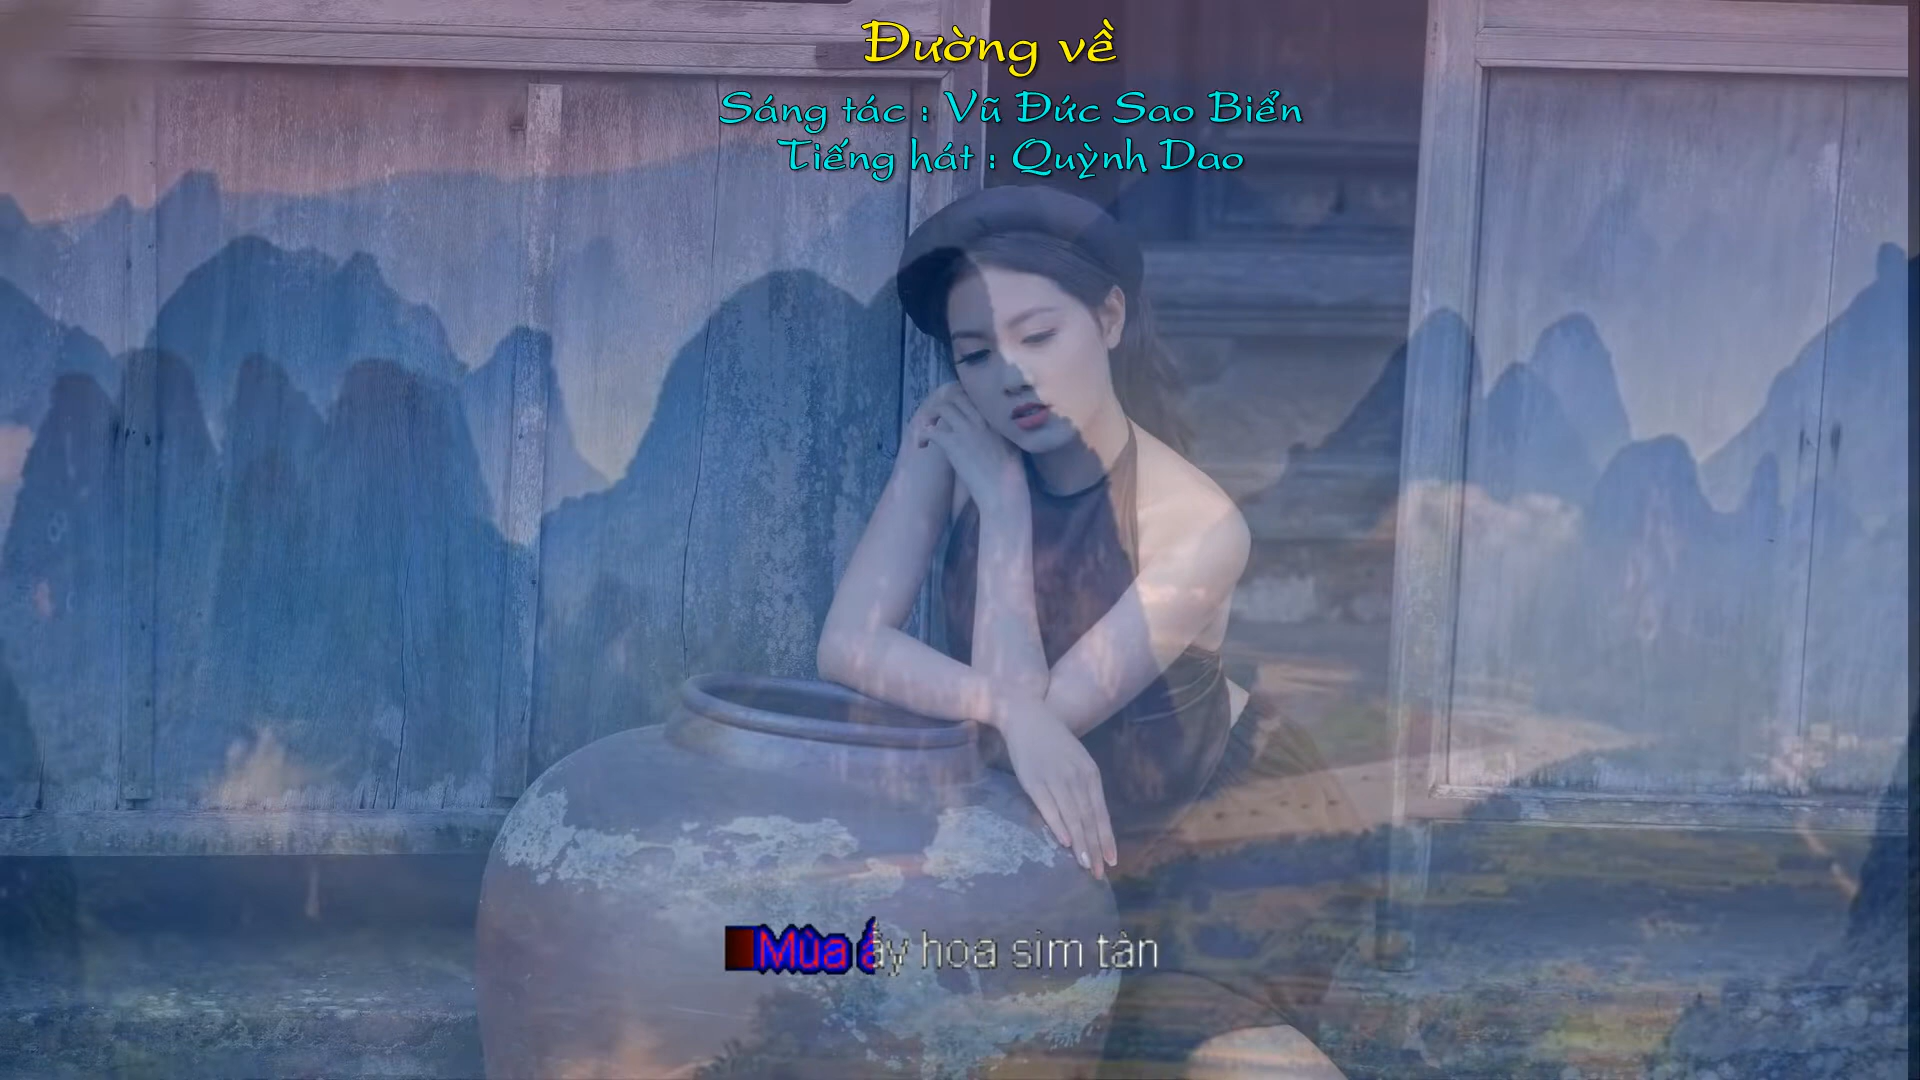 Đường về
Sáng tác : Vũ Đức Sao Biển
Tiếng hát : Quỳnh Dao
Mùa ấy hoa sim tàn